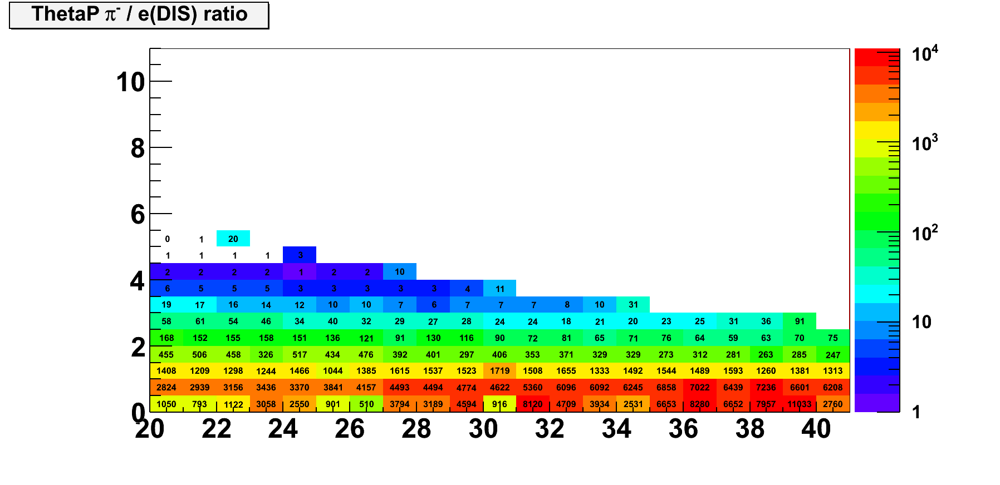 ThetaP π⁻ / e(DIS) ratio
10⁴
10
10³
8
6
10²
0 1 20
1 1 1 1 3
2 2 2 2 1 2 2 10
4
6 5 5 5 3 3 3 3 3 4 11
19 17 16 14 12 10 10 7 6 7 7 7 8 10 31
58 61 54 46 34 40 32 29 27 28 24 24 18 21 20 23 25 31 36 91
10
168 152 155 158 151 136 121 91 130 116 90 72 81 65 71 76 64 59 63 70 75
2
455 506 458 326 517 434 476 392 401 297 406 353 371 329 329 273 312 281 263 285 247
1408 1209 1298 1244 1466 1044 1385 1615 1537 1523 1719 1508 1655 1333 1492 1544 1489 1593 1260 1381 1313
2824 2939 3156 3436 3370 3841 4157 4493 4494 4774 4622 5360 6096 6092 6245 6858 7022 6439 7236 6601 6208
1050 793 1122 3058 2550 901 510 3794 3189 4594 916 8120 4709 3934 2531 6653 8280 6652 7957 11033 2760
0
1
20 22 24 26 28 30 32 34 36 38 40